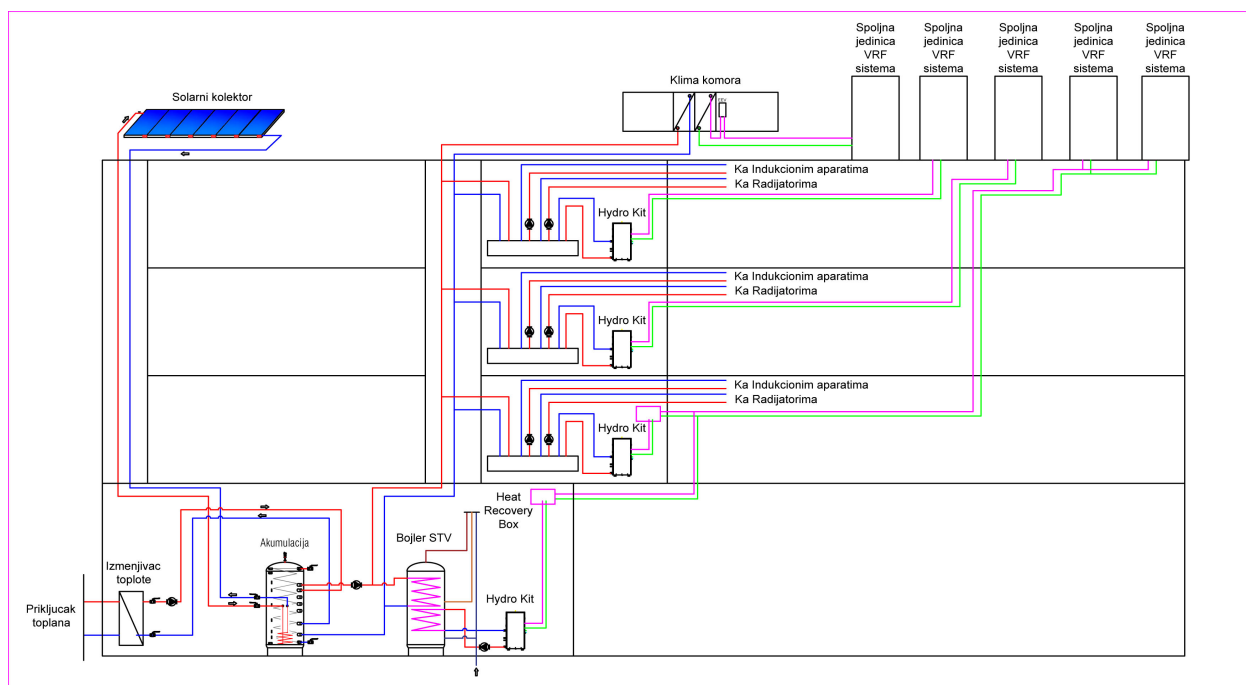 Spoljna
jedinica
VRF
sistema
Spoljna
jedinica
VRF
sistema
Spoljna
jedinica
VRF
sistema
Spoljna
jedinica
VRF
sistema
Spoljna
jedinica
VRF
sistema
Klima komora
Solarni kolektor
Ka Indukcionim aparatima
Ka Radijatorima
Hydro Kit
Ka Indukcionim aparatima
Ka Radijatorima
Hydro Kit
Ka Indukcionim aparatima
Ka Radijatorima
Hydro Kit
Heat
Recovery
Box
Akumulacija
Bojler STV
Izmenjivac
toplote
Hydro Kit
Prikljucak
toplana